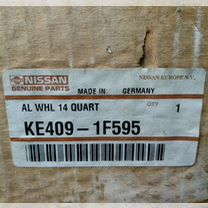 NISSAN
GENUINE PARTS
MADE IN GERMANY
NISSAN EUROPE N.V.
AL WHL 14 QUART
QTY
1
KE409-1F595